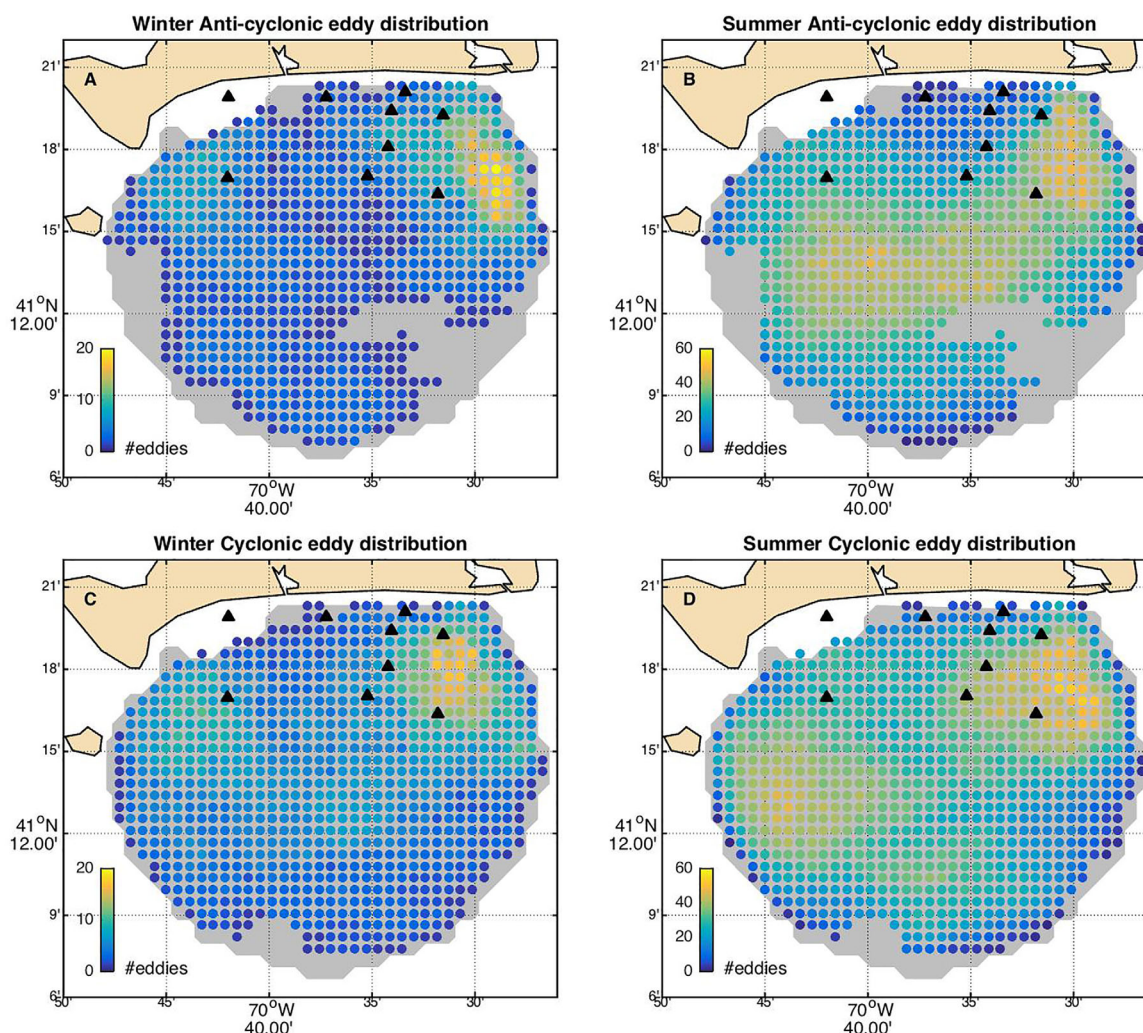 Winter Anti-cyclonic eddy distribution
A
21'
18'
15'
41°N
12.00'
9'
6'
20
10
0
#eddies
50'
45'
70°W
40.00'
35'
30'
Summer Anti-cyclonic eddy distribution
B
21'
18'
15'
41°N
12.00'
9'
6'
60
40
20
0
#eddies
50'
45'
70°W
40.00'
35'
30'
Winter Cyclonic eddy distribution
C
21'
18'
15'
41°N
12.00'
9'
6'
20
10
0
#eddies
50'
45'
70°W
40.00'
35'
30'
Summer Cyclonic eddy distribution
D
21'
18'
15'
41°N
12.00'
9'
6'
60
40
20
0
#eddies
50'
45'
70°W
40.00'
35'
30'